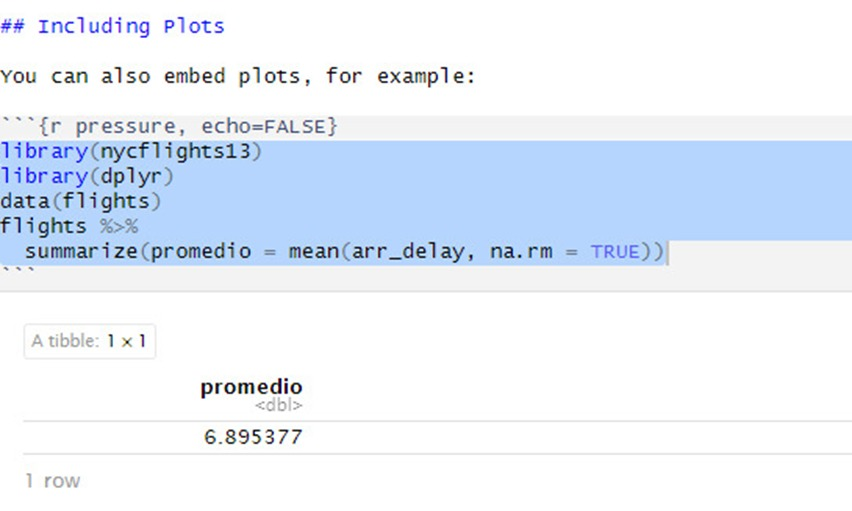 ## Including Plots
You can also embed plots, for example:
```{r pressure, echo=FALSE}
library(nycflights13)
library(dplyr)
data(flights)
flights %>%
  summarize(promedio = mean(arr_delay, na.rm = TRUE))
```
A tibble: 1 × 1
promedio
<dbl>
6.895377
1 row